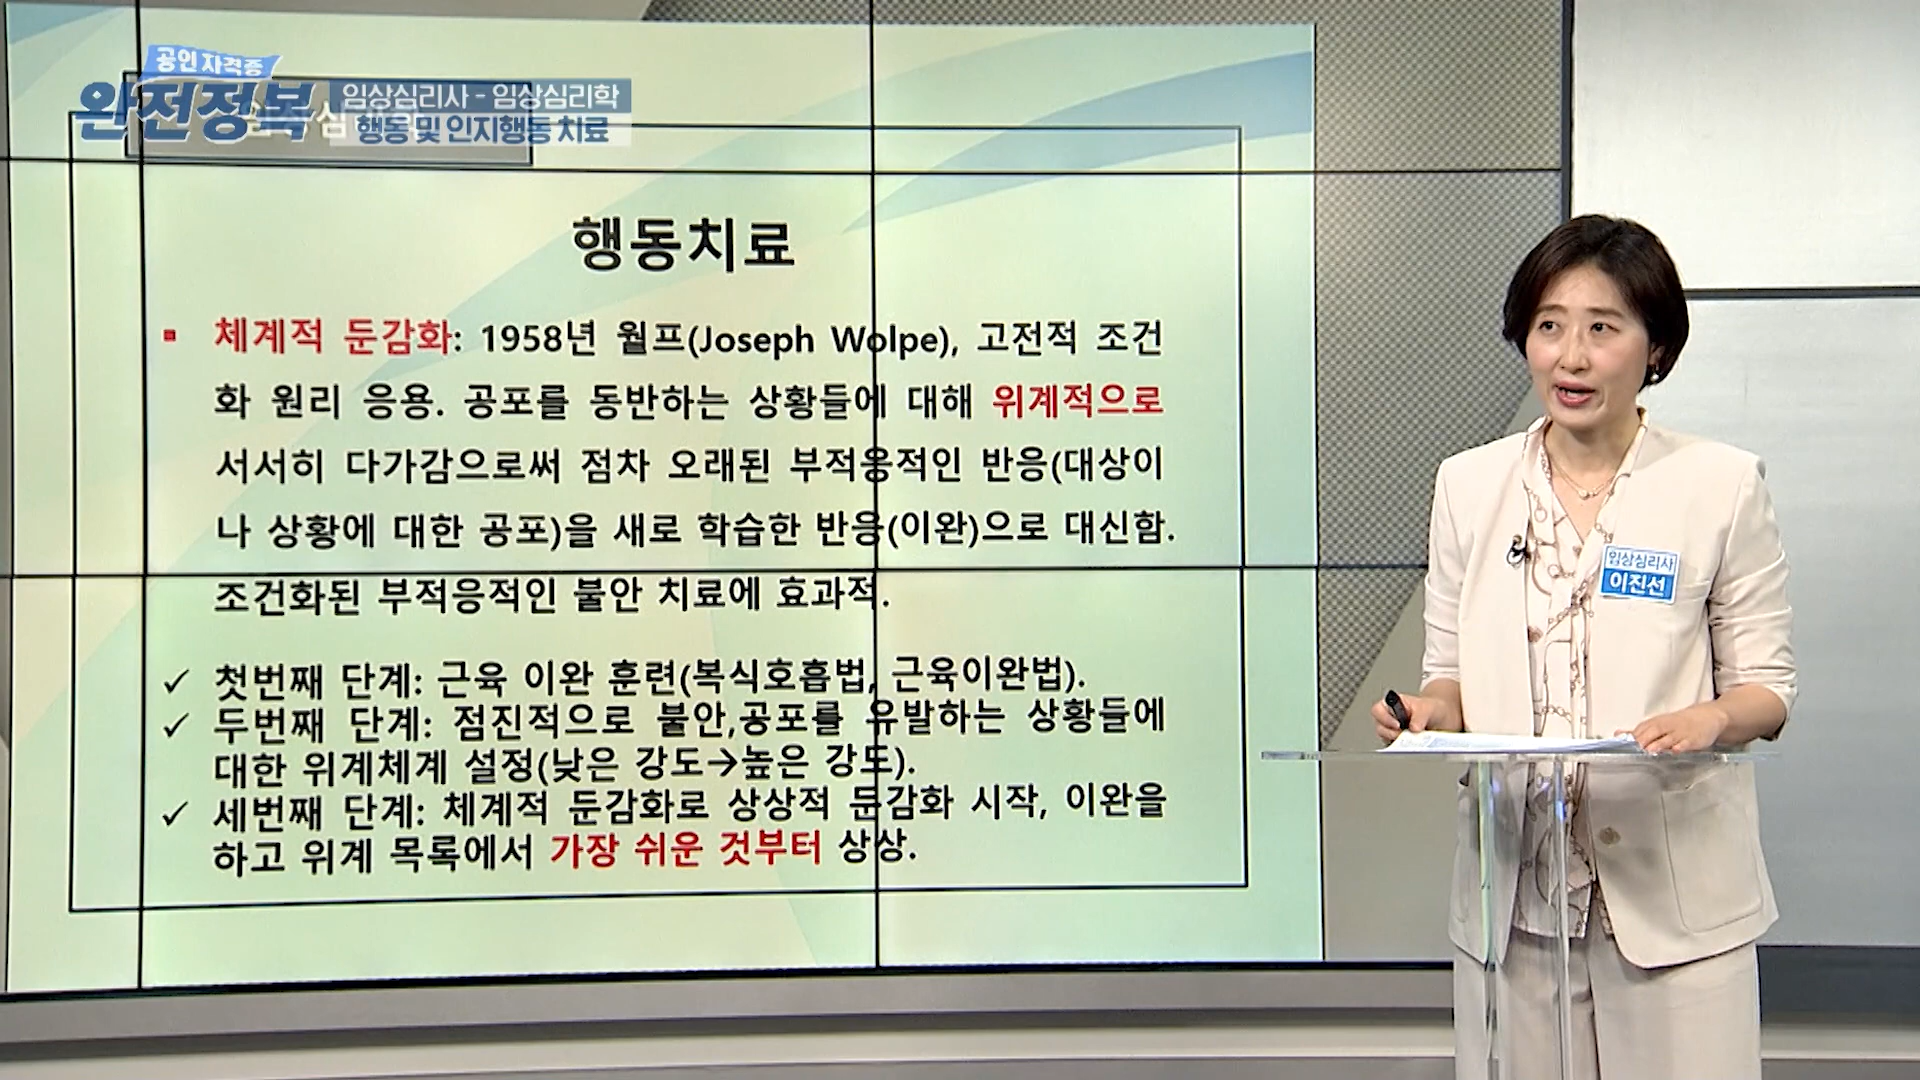 공인 자격증
완전정복
임상심리사 - 임상심리학
행동 및 인지행동 치료
행동치료
▪ 체계적 둔감화: 1958년 월프(Joseph Wolpe), 고전적 조건
화 원리 응용. 공포를 동반하는 상황들에 대해 위계적으로
서서히 다가감으로써 점차 오래된 부적응적인 반응(대상이
나 상황에 대한 공포)을 새로 학습한 반응(이완)으로 대신함.
조건화된 부적응적인 불안 치료에 효과적.
✓ 첫번째 단계: 근육 이완 훈련(복식호흡법, 근육이완법).
✓ 두번째 단계: 점진적으로 불안,공포를 유발하는 상황들에
대한 위계체계 설정(낮은 강도→높은 강도).
✓ 세번째 단계: 체계적 둔감화로 상상적 둔감화 시작, 이완을
하고 위계 목록에서 가장 쉬운 것부터 상상.
임상심리사
이진선